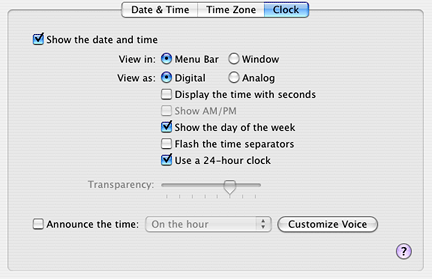 Date & Time Time Zone Clock
Show the date and time
View in: Menu Bar Window
View as: Digital Analog
Display the time with seconds
Show AM/PM
Show the day of the week
Flash the time separators
Use a 24-hour clock
Transparency:
Announce the time: On the hour Customize Voice
?